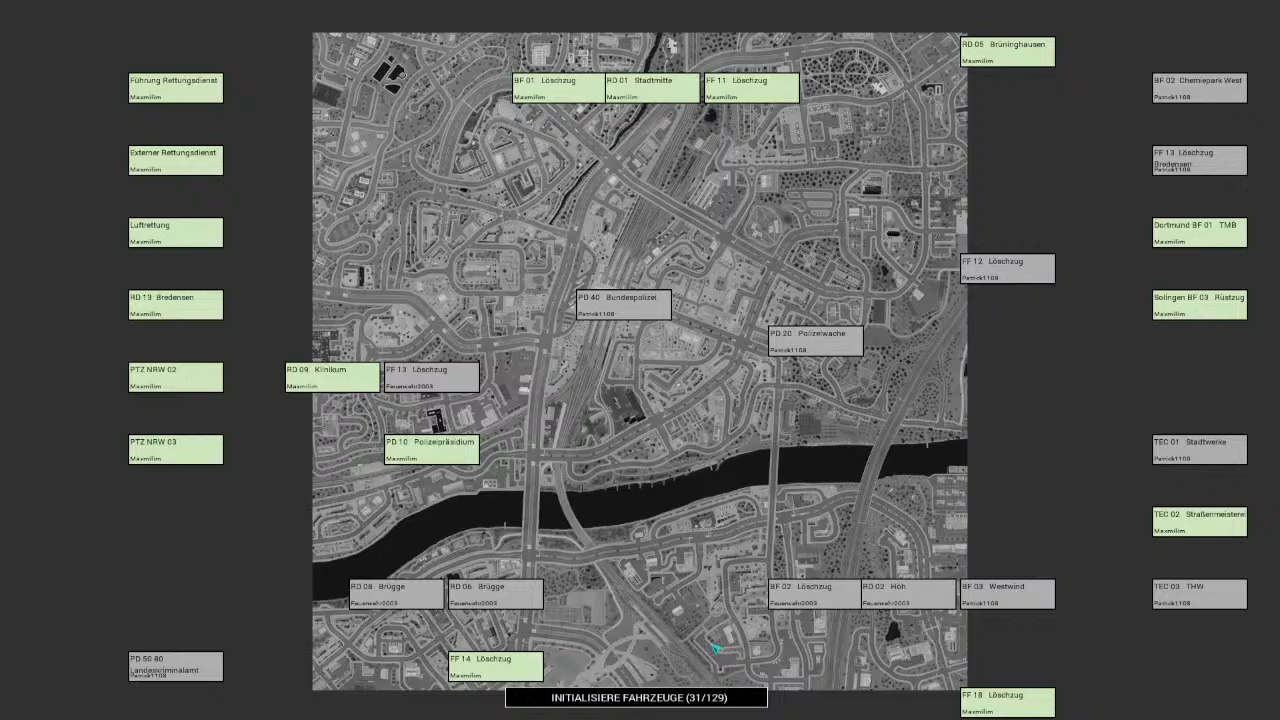 RD 05 Brüninghausen
Maxmilim
Führung Rettungsdienst
Maxmilim
BF 01 Löschzug
Maxmilim
RD 01 Stadtmitte
Maxmilim
FF 11 Löschzug
Maxmilim
BF 02 Chemiepark West
Patrick1108
Externer Rettungsdienst
Maxmilim
FF 13 Löschzug
Bredensen
Patrick1108
Luftrettung
Maxmilim
Dortmund BF 01 TMB
Maxmilim
FF 12 Löschzug
Patrick1108
RD 13 Bredensen
Maxmilim
PD 40 Bundespolizei
Patrick1108
Solingen BF 03 Rüstzug
Maxmilim
PD 20 Polizeiwache
Patrick1108
PTZ NRW 02
Maxmilim
RD 09 Klinikum
Maxmilim
FF 13 Löschzug
Feuerwehr2003
PTZ NRW 03
Maxmilim
PD 10 Polizeipräsidium
Maxmilim
TEC 01 Stadtwerke
Patrick1108
TEC 02 Straßenmeisterei
Maxmilim
RD 08 Brügge
Feuerwehr2003
RD 06 Brügge
Feuerwehr2003
BF 02 Löschzug
Feuerwehr2003
RD 02 Höh
Feuerwehr2003
BF 03 Westwind
Patrick1108
TEC 03 THW
Patrick1108
PD 50 80
Landeskriminalamt
Patrick1108
FF 14 Löschzug
Maxmilim
INITIALISIERE FAHRZEUGE (31/129)
FF 18 Löschzug
Maxmilim